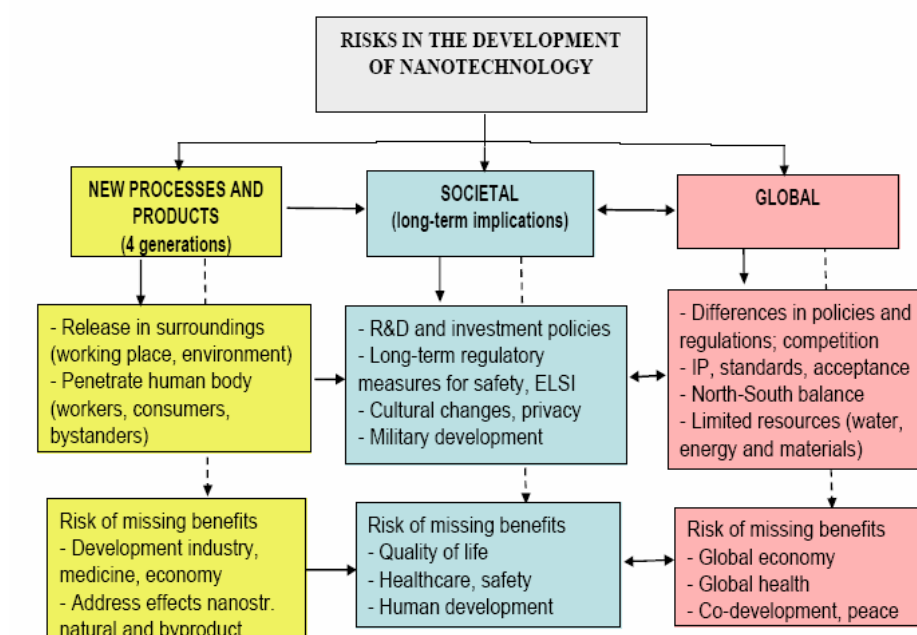 RISKS IN THE DEVELOPMENT
OF NANOTECHNOLOGY
NEW PROCESSES AND
PRODUCTS
(4 generations)
SOCIETAL
(long-term implications)
GLOBAL
- Release in surroundings
(working place, environment)
- Penetrate human body
(workers, consumers,
bystanders)
- R&D and investment policies
- Long-term regulatory
measures for safety, ELSI
- Cultural changes, privacy
- Military development
- Differences in policies and
regulations; competition
- IP, standards, acceptance
- North-South balance
- Limited resources (water,
energy and materials)
Risk of missing benefits
- Development industry,
medicine, economy
- Address effects nanostr.
natural and byproduct
Risk of missing benefits
- Quality of life
- Healthcare, safety
- Human development
Risk of missing benefits
- Global economy
- Global health
- Co-development, peace